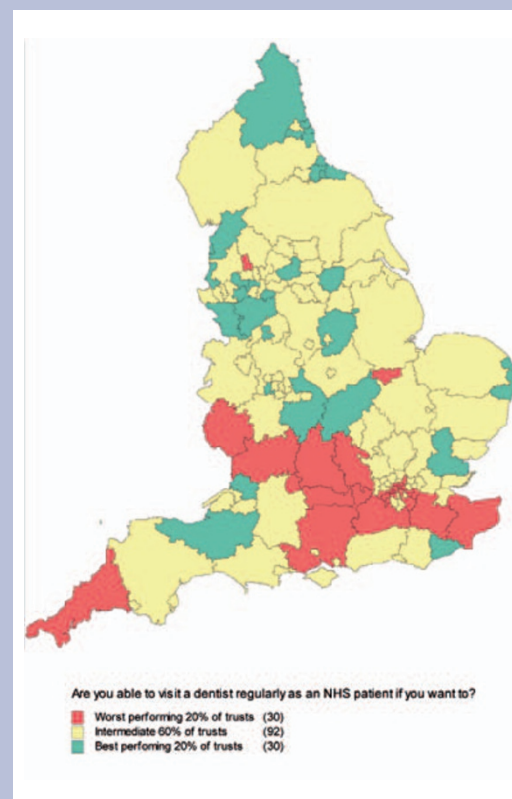 Are you able to visit a dentist regularly as an NHS patient if you want to?
Worst performing 20% of trusts (30)
Intermediate 60% of trusts (92)
Best perfoming 20% of trusts (30)